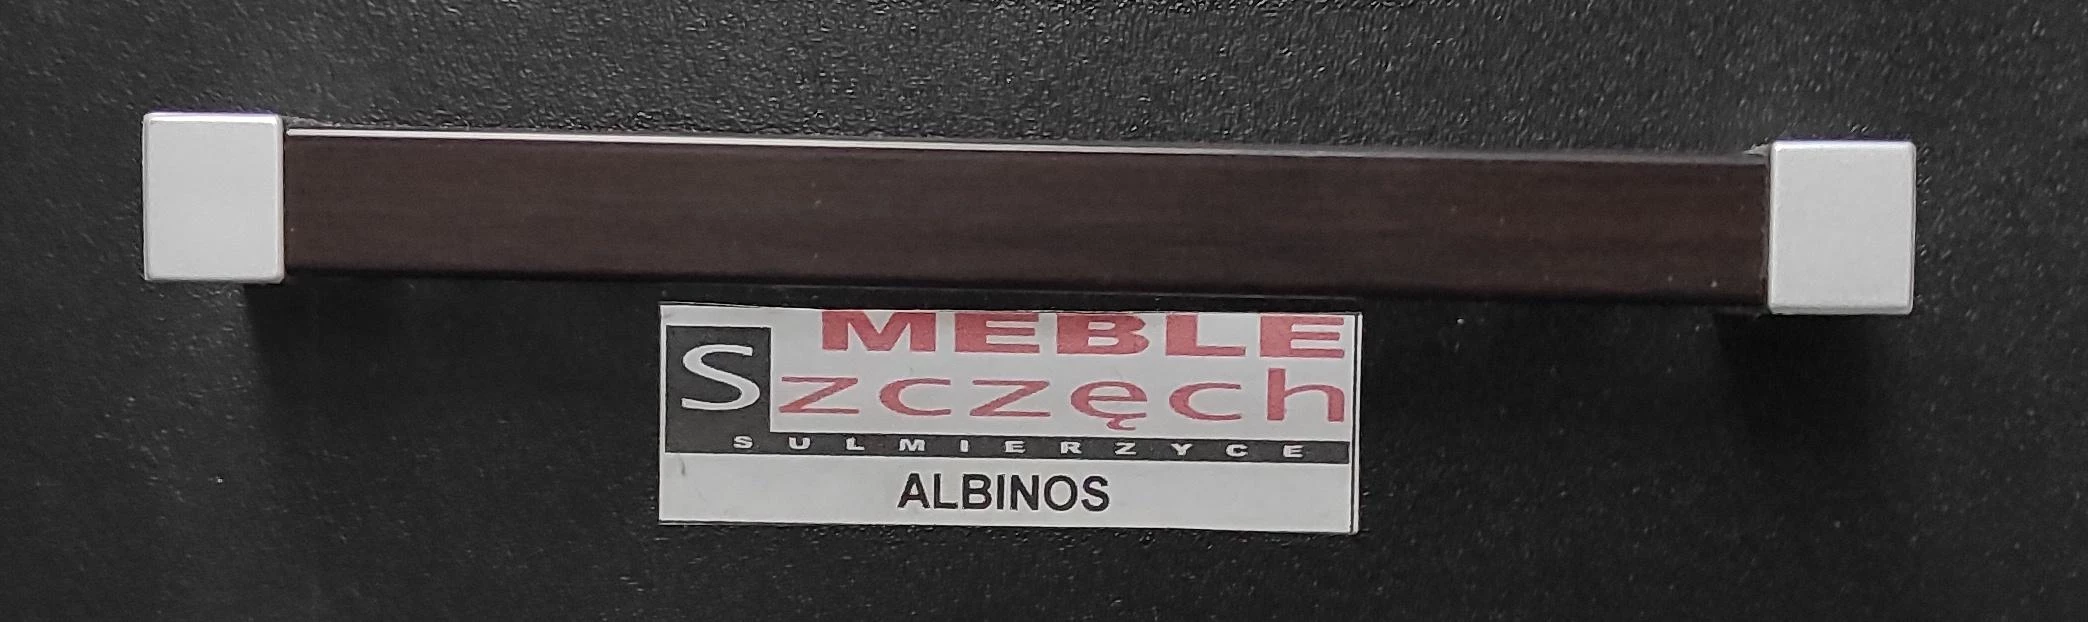 MEBLE
Szczęch
SULMIERZYCE
ALBINOS